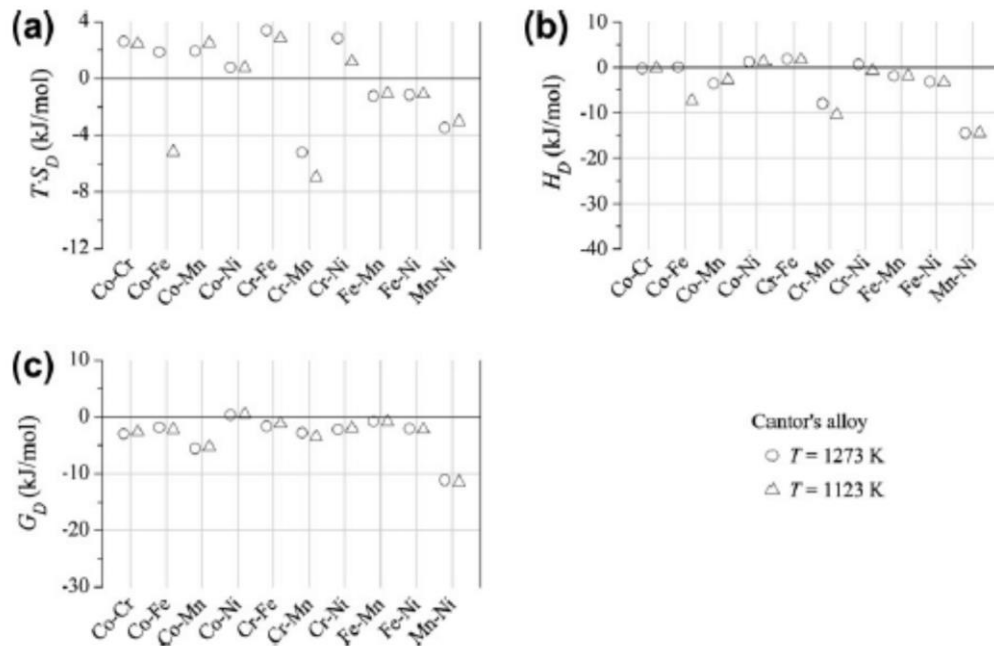 (a)
T·S_D (kJ/mol)
4
0
-4
-8
-12
Co-Cr
Co-Fe
Co-Mn
Co-Ni
Cr-Fe
Cr-Mn
Cr-Ni
Fe-Mn
Fe-Ni
Mn-Ni
(b)
H_D (kJ/mol)
10
0
-10
-20
-30
-40
Co-Cr
Co-Fe
Co-Mn
Co-Ni
Cr-Fe
Cr-Mn
Cr-Ni
Fe-Mn
Fe-Ni
Mn-Ni
(c)
G_D (kJ/mol)
10
0
-10
-20
-30
Co-Cr
Co-Fe
Co-Mn
Co-Ni
Cr-Fe
Cr-Mn
Cr-Ni
Fe-Mn
Fe-Ni
Mn-Ni
Cantor's alloy
T = 1273 K
T = 1123 K